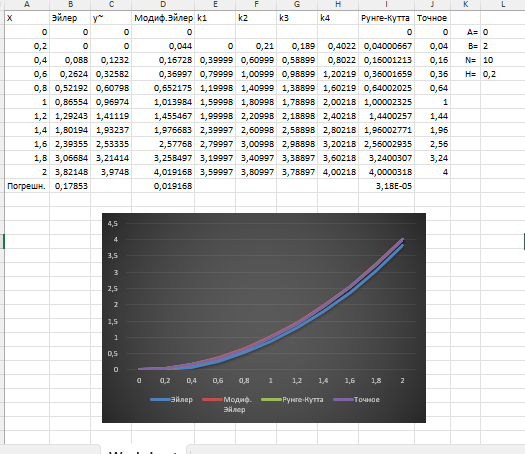 A B C D E F G H I J K L
X Эйлер y~ Модиф.Эйлер k1 k2 k3 k4 Рунге-Кутта Точное
0 0 0 0 0 0 A= 0
0,2 0 0 0,044 0 0,21 0,189 0,4022 0,04000667 0,04 B= 2
0,4 0,088 0,1232 0,16728 0,39999 0,60999 0,58899 0,8022 0,16001213 0,16 N= 10
0,6 0,2624 0,32582 0,36997 0,79999 1,00999 0,98899 1,20219 0,36001659 0,36 H= 0,2
0,8 0,52192 0,60798 0,652175 1,19998 1,40999 1,38899 1,60219 0,64002025 0,64
1 0,86554 0,96974 1,013984 1,59998 1,80998 1,78898 2,00218 1,00002325 1
1,2 1,29243 1,41119 1,455467 1,99998 2,20998 2,18898 2,40218 1,4400257 1,44
1,4 1,80194 1,93237 1,976683 2,39997 2,60998 2,58898 2,80218 1,96002771 1,96
1,6 2,39355 2,53335 2,57768 2,79997 3,00997 2,98898 3,20218 2,56002935 2,56
1,8 3,06684 3,21414 3,258497 3,19997 3,40997 3,38897 3,60218 3,2400307 3,24
2 3,82148 3,9748 4,019168 3,59997 3,80997 3,78897 4,00218 4,0000318 4
Погрешн. 0,17853 0,019168 3,18E-05
4,5
4
3,5
3
2,5
2
1,5
1
0,5
0
0 0,2 0,4 0,6 0,8 1 1,2 1,4 1,6 1,8 2
Эйлер Модиф. Эйлер Рунге-Кутта Точное